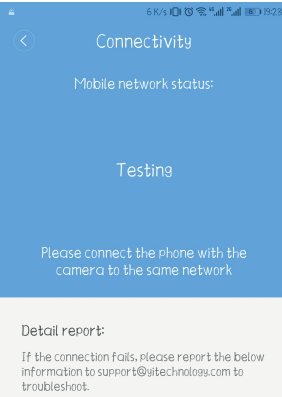 6 K/s 19:23
Connectivity
Mobile network status:
Testing
Please connect the phone with the
camera to the same network
Detail report:
If the connection fails, please report the below
information to support@yitechnology.com to
troubleshoot.